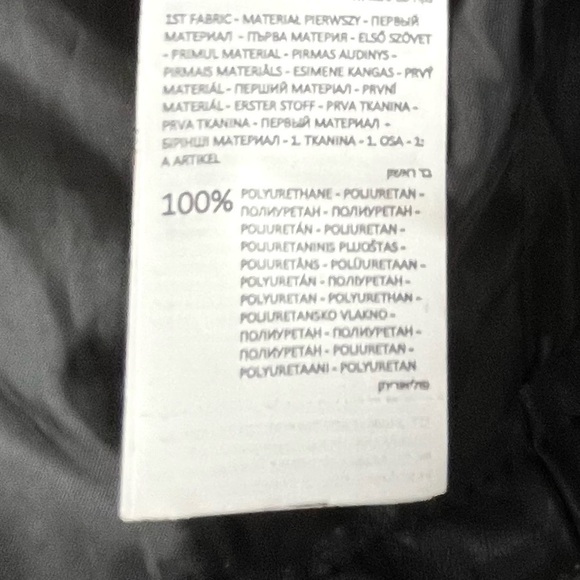 1ST FABRIC - MATERIAŁ PIERWSZY - ПЕРВЫЙ
МАТЕРИАЛ - ПЪРВА МАТЕРИЯ - ELSŐ SZÖVET
- PRIMUL MATERIAL - PIRMAS AUDINYS -
PIRMAIS MATERIĀLS - ESIMENE KANGAS - PRVÝ
MATERIÁL - ПЕРШИЙ МАТЕРІАЛ - PRVNÍ
MATERIÁL - ERSTER STOFF - PRVA TKANINA -
PRVA TKANINA - ПЕРВЫЙ МАТЕРИАЛ -
БІРІНШІ МАТЕРИАЛ - 1. TKANINA - 1. OSA - 1:
A ARTIKEL
בד ראשון
100% POLYURETHANE - POLIURETAN -
ПОЛИУРЕТАН - ПОЛИУРЕТАН -
POLIURETÁN - POLIURETAN -
POLIURETANINIS PLUOŠTAS -
POLIURETĀNS - POLÜURETAAN -
POLYURETÁN - ПОЛІУРЕТАН -
POLYURETAN - POLYURETHAN -
POLIURETANSKO VLAKNO -
ПОЛИУРЕТАН - ПОЛИУРЕТАН -
ПОЛИУРЕТАН - POLIURETAN -
POLYURETAANI - POLYURETAN
פוליאוריתן